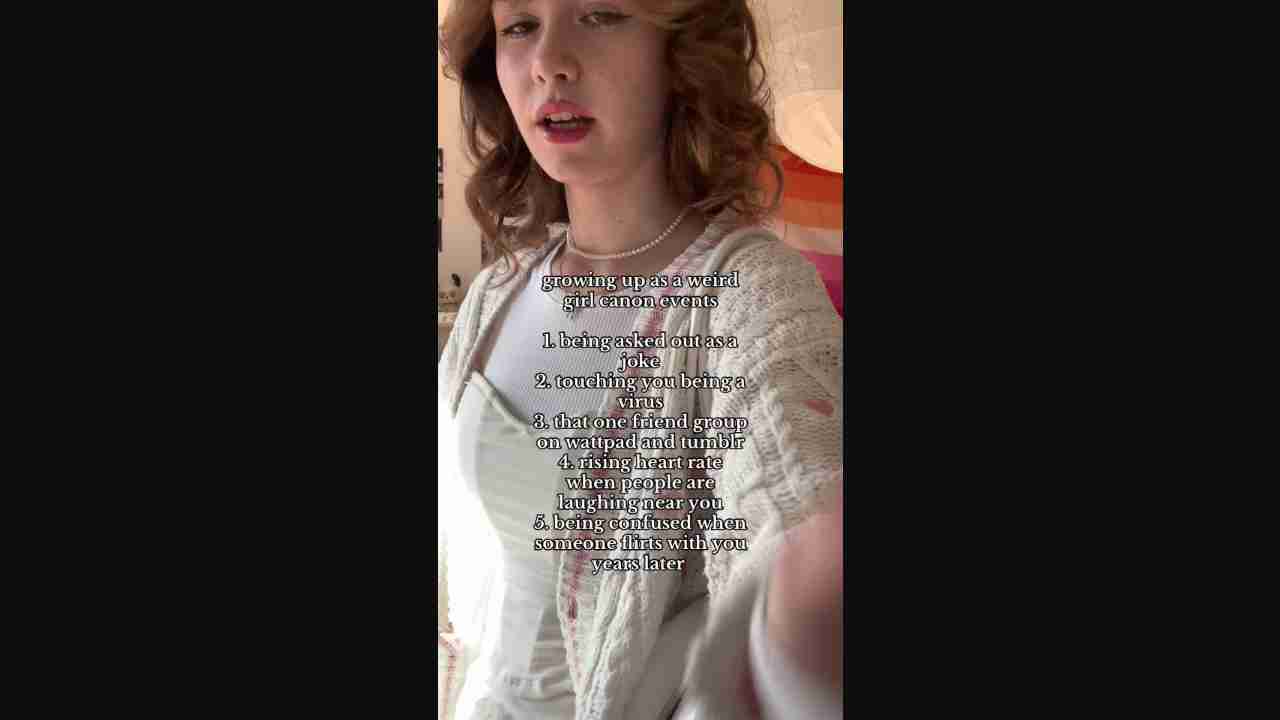 growing up as a weird
girl canon events
1. being asked out as a
joke
2. touching you being a
virus
3. that one friend group
on wattpad and tumblr
4. rising heart rate
when people are
laughing near you
5. being confused when
someone flirts with you
years later